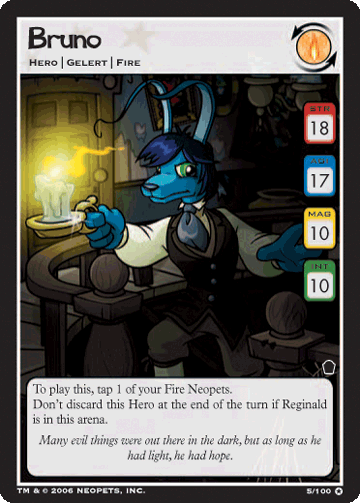 Bruno
HERO | GELERT | FIRE
STR
18
AGI
17
MAG
10
INT
10
To play this, tap 1 of your Fire Neopets.
Don't discard this Hero at the end of the turn if Reginald
is in this arena.
Many evil things were out there in the dark, but as long as he
had light, he had hope.
TM & © 2006 NEOPETS, INC.
5/100